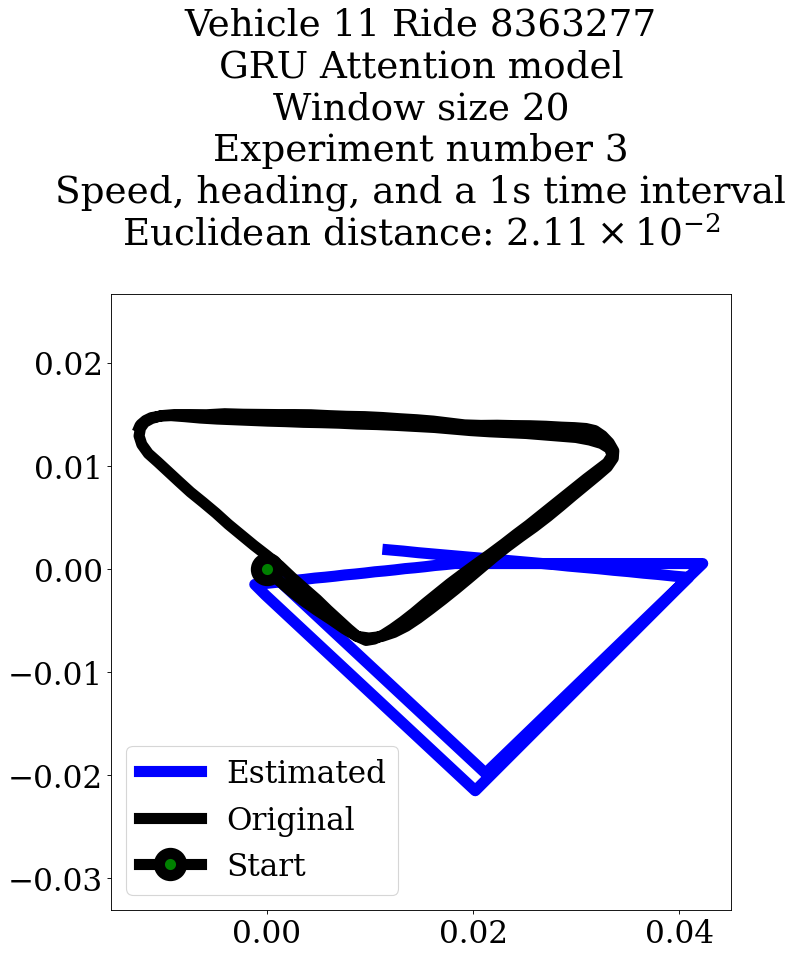 Vehicle 11 Ride 8363277
GRU Attention model
Window size 20
Experiment number 3
Speed, heading, and a 1s time interval
Euclidean distance: 2.11 × 10⁻²
0.02
0.01
0.00
−0.01
−0.02
−0.03
Estimated
Original
Start
0.00 0.02 0.04